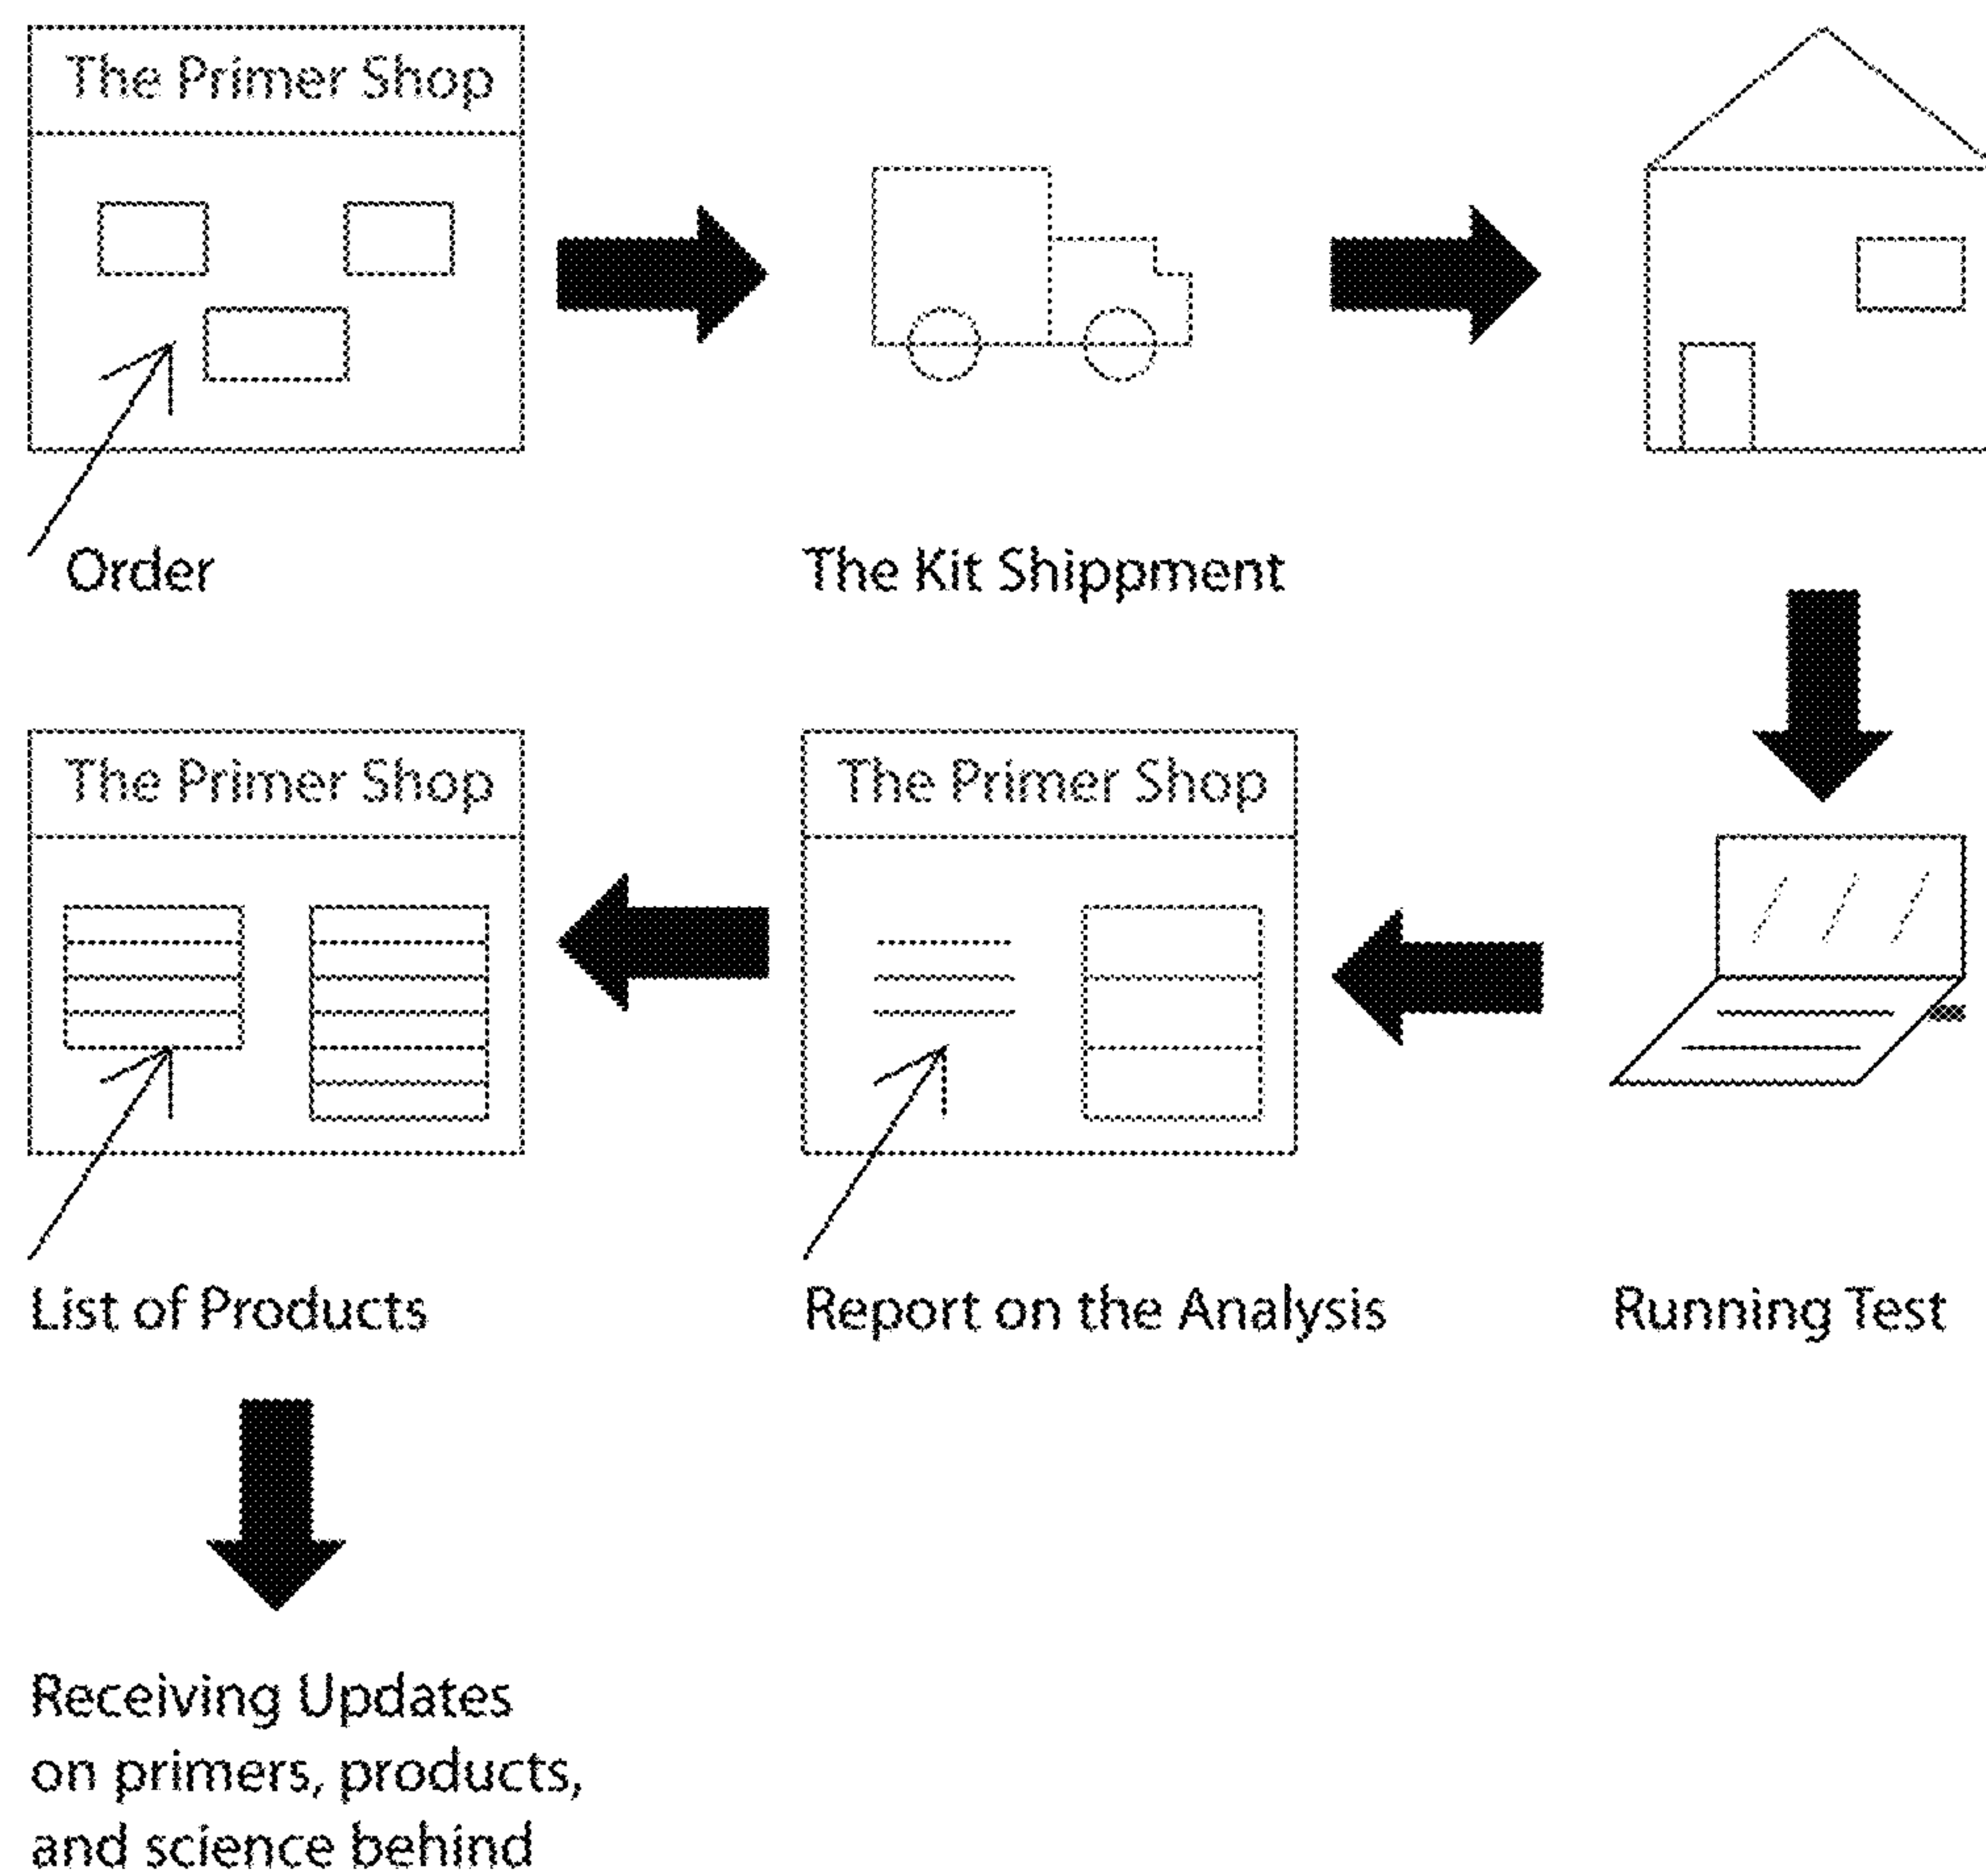 The Primer Shop
Order
The Kit Shippment
The Primer Shop
The Primer Shop
List of Products
Report on the Analysis
Running Test
Receiving Updates
on primers, products,
and science behind